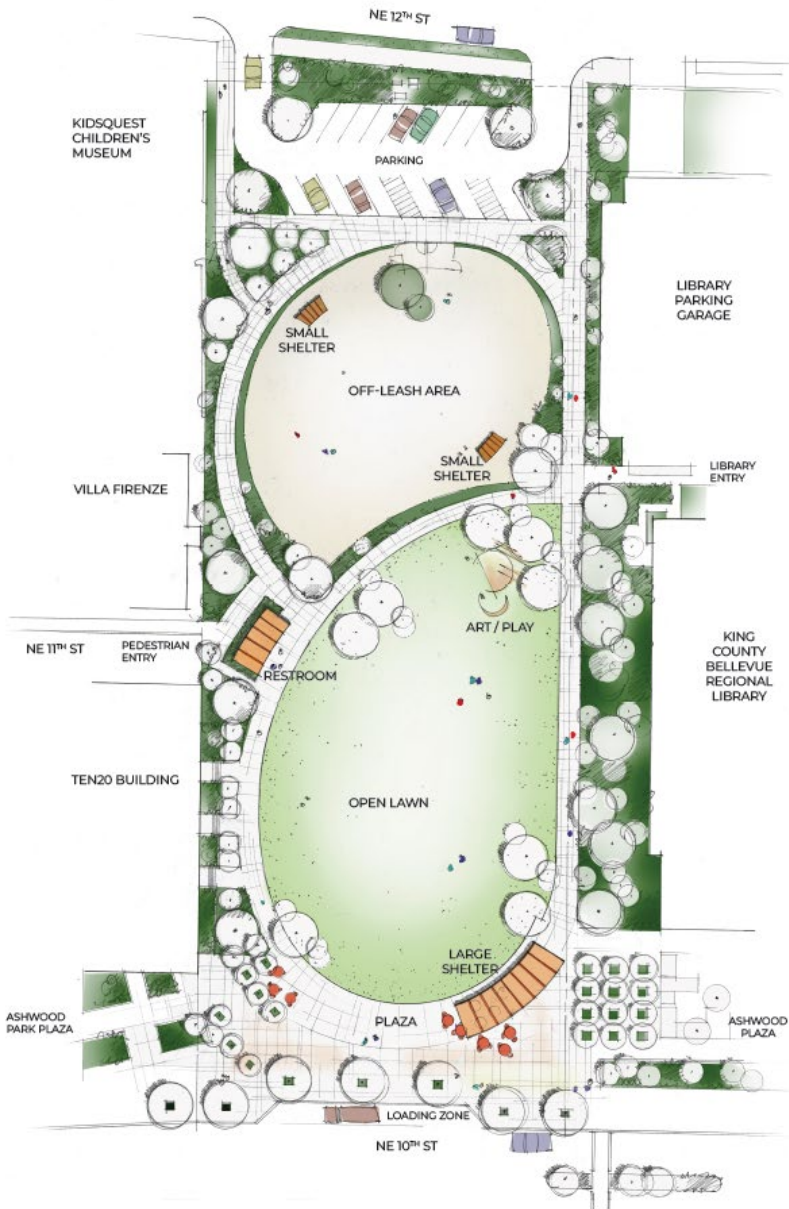 NE 12TH ST
KIDSQUEST
CHILDREN'S
MUSEUM
PARKING
LIBRARY
PARKING
GARAGE
SMALL
SHELTER
OFF-LEASH AREA
SMALL
SHELTER
LIBRARY
ENTRY
VILLA FIRENZE
ART / PLAY
NE 11TH ST
PEDESTRIAN
ENTRY
RESTROOM
KING
COUNTY
BELLEVUE
REGIONAL
LIBRARY
TEN20 BUILDING
OPEN LAWN
LARGE
SHELTER
ASHWOOD
PARK PLAZA
PLAZA
ASHWOOD
PLAZA
LOADING ZONE
NE 10TH ST